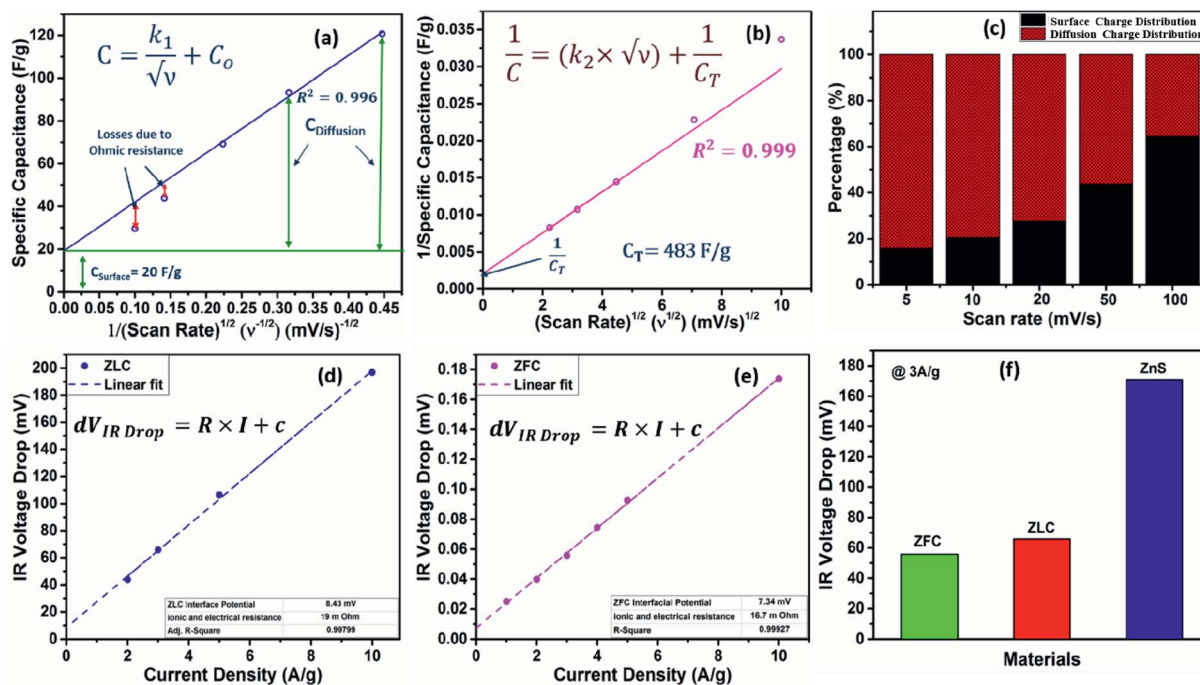 (a)
C = k₁/√ν + Cₒ
R² = 0.996
Losses due to
Ohmic resistance
C_Diffusion
C_Surface = 20 F/g
Specific Capacitance (F/g)
0
20
40
60
80
100
120
0.00 0.05 0.10 0.15 0.20 0.25 0.30 0.35 0.40 0.45
1/(Scan Rate)^1/2 (ν^-1/2) (mV/s)^-1/2
(b)
1/C = (k₂ × √ν) + 1/C_T
R² = 0.999
1/C_T
C_T = 483 F/g
1/Specific Capacitance (F/g)
0.000
0.005
0.010
0.015
0.020
0.025
0.030
0.035
0 2 4 6 8 10
(Scan Rate)^1/2 (ν^1/2) (mV/s)^1/2
(c)
Surface Charge Distribution
Diffusion Charge Distribution
Percentage (%)
0
20
40
60
80
100
5 10 20 50 100
Scan rate (mV/s)
(d)
ZLC
Linear fit
dV_IR Drop = R × I + c
IR Voltage Drop (mV)
0
20
40
60
80
100
120
140
160
180
200
ZLC Interface Potential 8.43 mV
ionic and electrical resistance 19 m Ohm
Adj. R-Square 0.99799
0 2 4 6 8 10
Current Density (A/g)
(e)
ZFC
Linear fit
dV_IR Drop = R × I + c
IR Voltage Drop (mV)
0.00
0.02
0.04
0.06
0.08
0.10
0.12
0.14
0.16
0.18
ZFC Interfacial Potential 7.34 mV
ionic and electrical resistance 16.7 m Ohm
R-Square 0.99927
0 2 4 6 8 10
Current Density (A/g)
(f)
@ 3A/g
ZFC
ZLC
ZnS
IR Voltage Drop (mV)
0
20
40
60
80
100
120
140
160
180
Materials